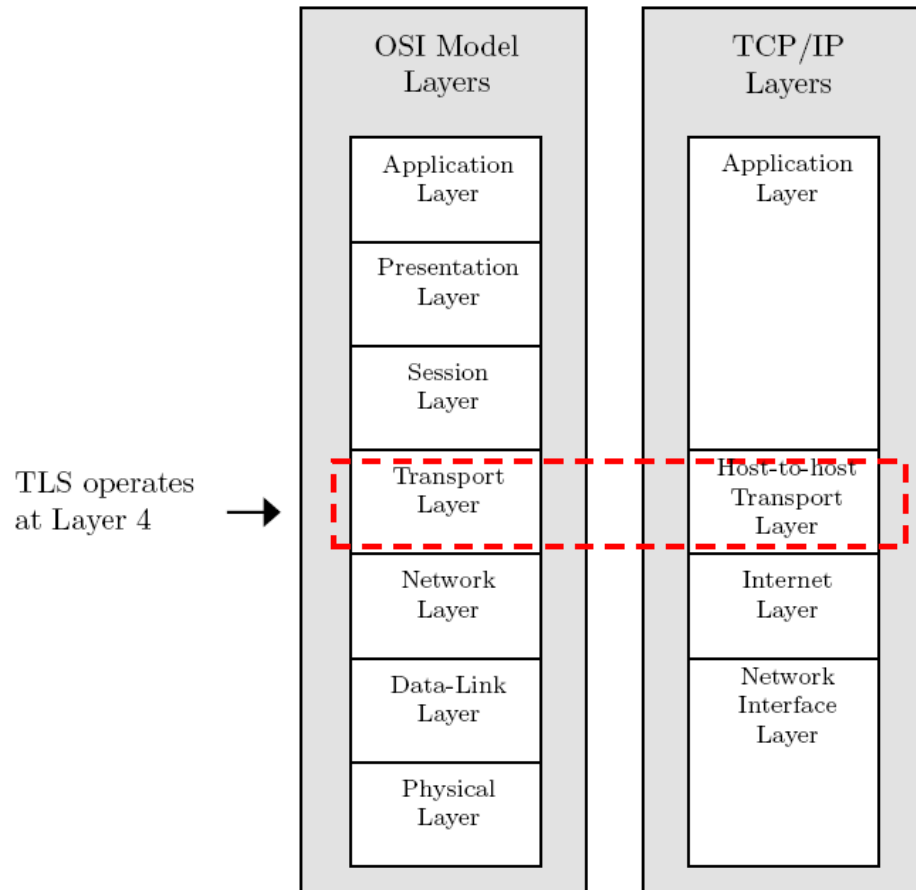 OSI Model
Layers
Application
Layer
Presentation
Layer
Session
Layer
Transport
Layer
Network
Layer
Data-Link
Layer
Physical
Layer
TCP/IP
Layers
Application
Layer
Host-to-host
Transport
Layer
Internet
Layer
Network
Interface
Layer
TLS operates
at Layer 4